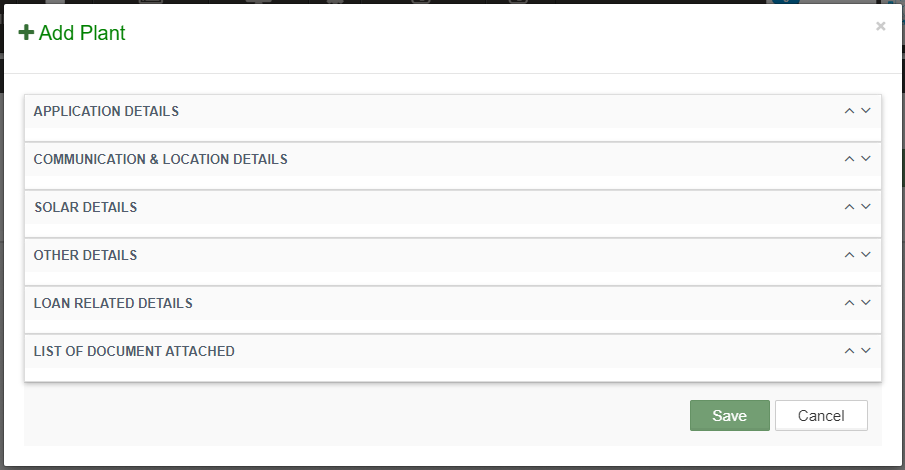 Add Plant
APPLICATION DETAILS
COMMUNICATION & LOCATION DETAILS
SOLAR DETAILS
OTHER DETAILS
LOAN RELATED DETAILS
LIST OF DOCUMENT ATTACHED
Save Cancel